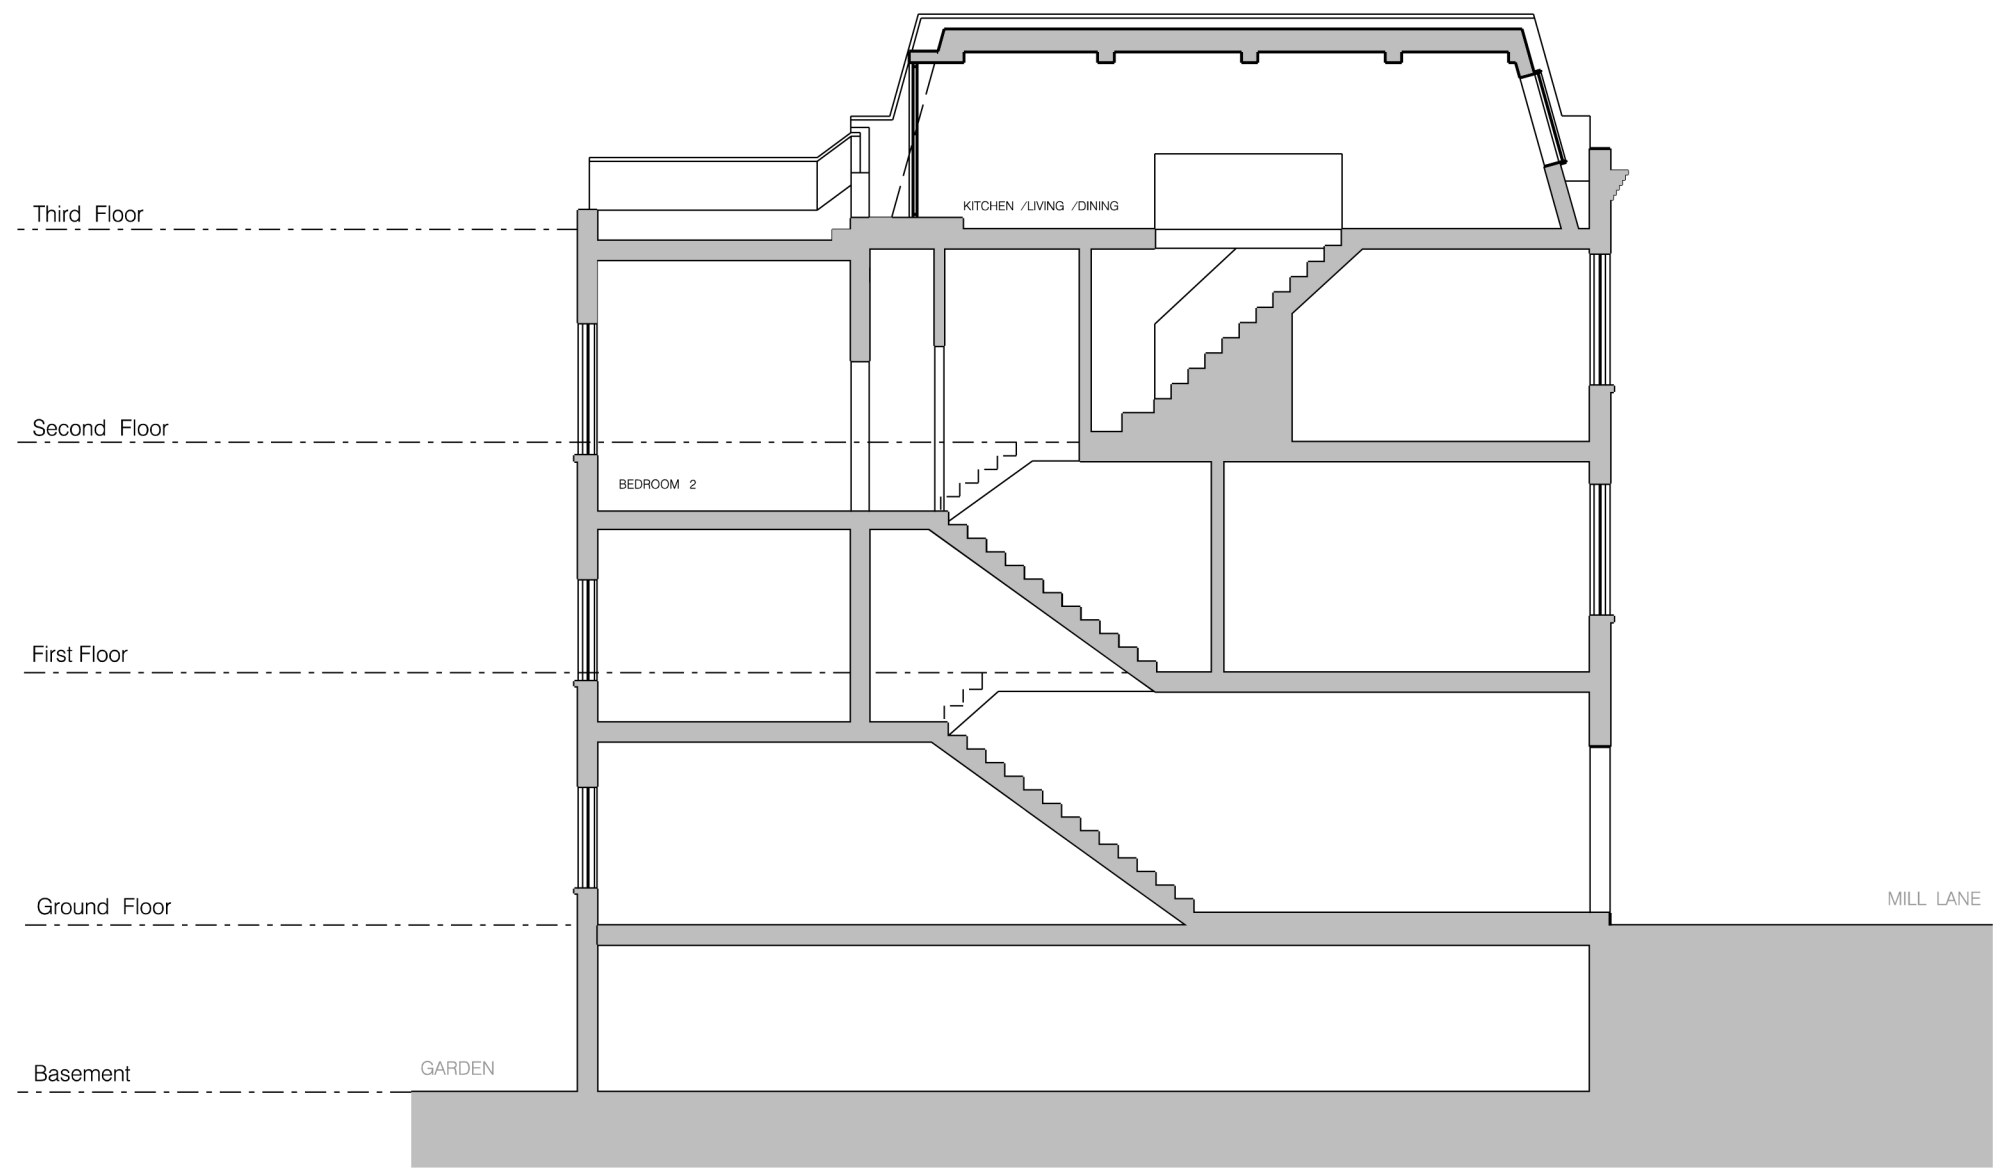 KITCHEN /LIVING /DINING
Third Floor
Second Floor
BEDROOM 2
First Floor
MILL LANE
Ground Floor
GARDEN
Basement